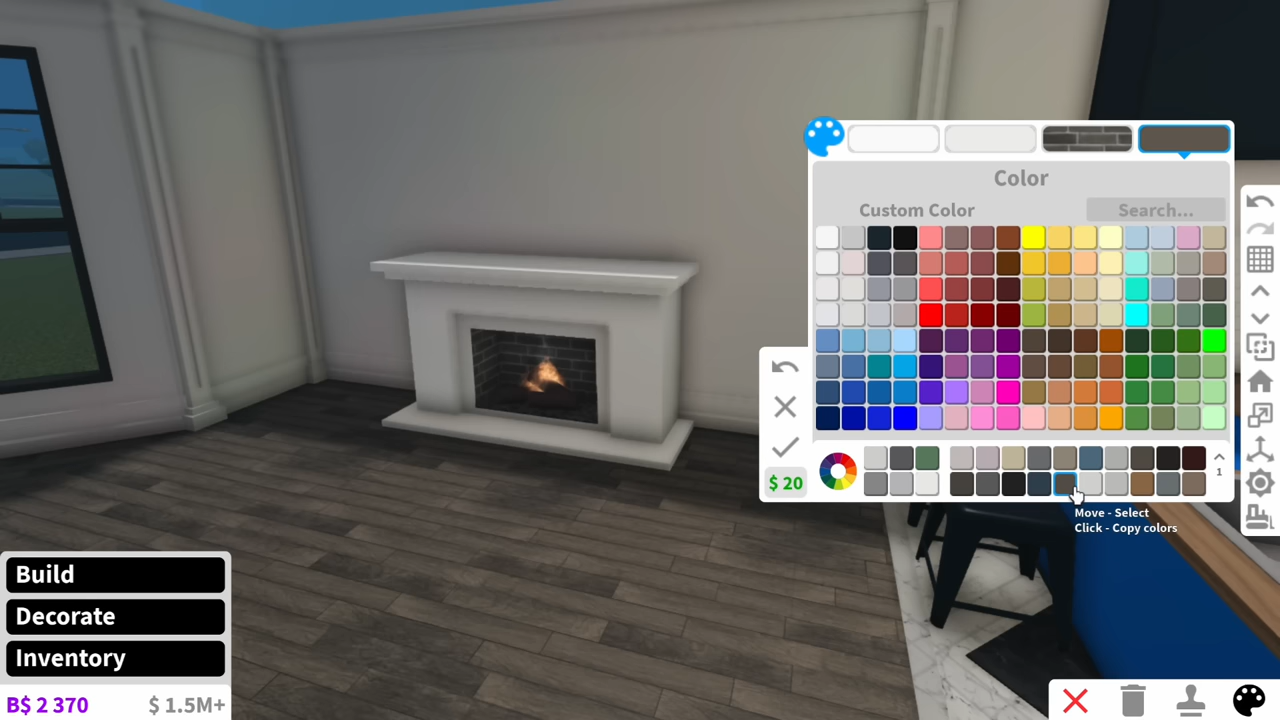 Color
Custom Color
Search...
$ 20
1
Move - Select
Click - Copy colors
Build
Decorate
Inventory
B$ 2 370
$ 1.5M+